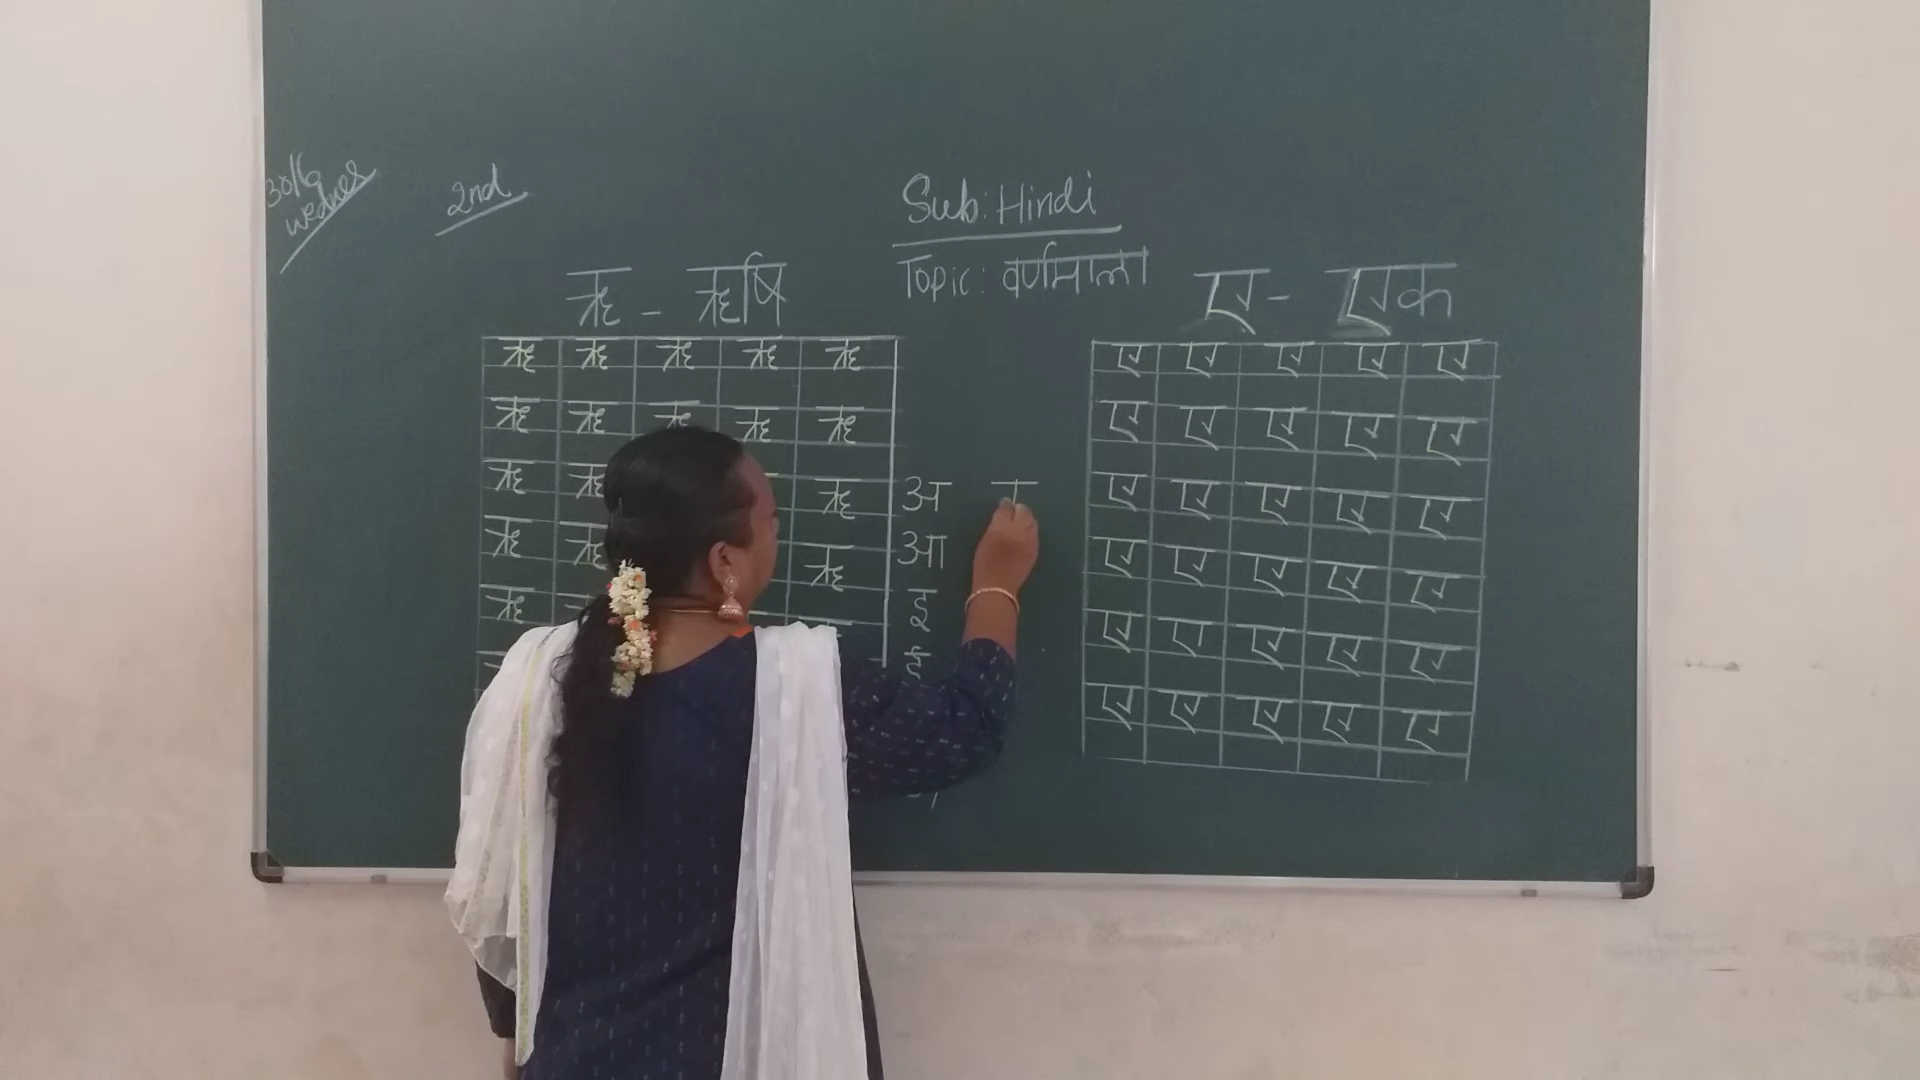 30/6
Wednes
2nd
Sub: Hindi
Topic: वर्णमाला
ऋ - ऋषि
ऋ ऋ ऋ ऋ ऋ
ऋ ऋ ऋ ऋ ऋ
ऋ ऋ ऋ
ऋ ऋ ऋ
ऋ
अ
आ
इ
ई
ए - एक
ए ए ए ए ए
ए ए ए ए ए
ए ए ए ए ए
ए ए ए ए ए
ए ए ए ए ए
ए ए ए ए ए